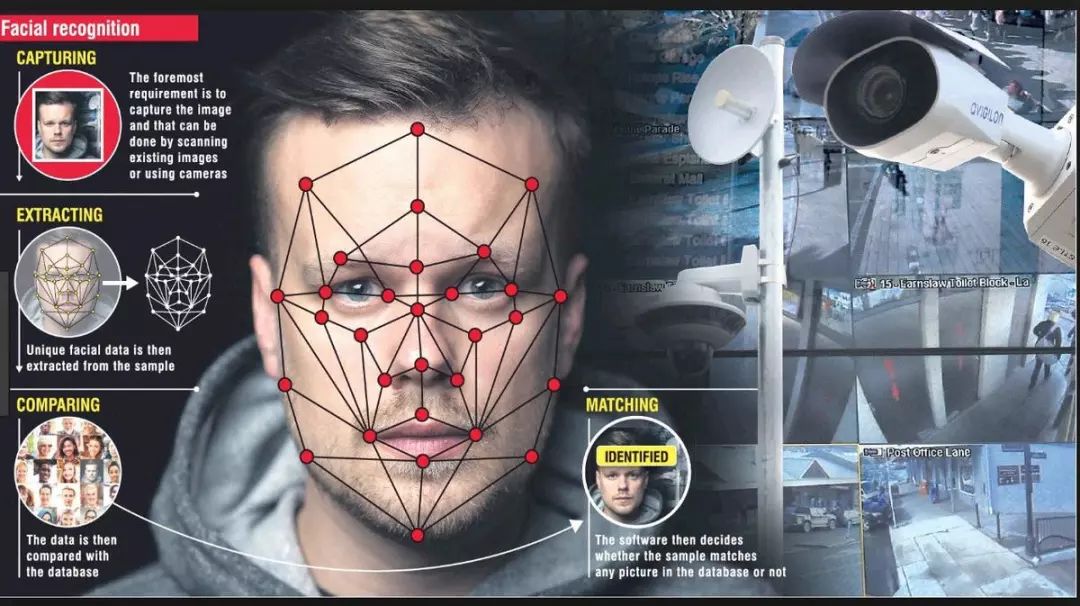 Facial recognition
CAPTURING
The foremost
requirement is to
capture the image
and that can be
done by scanning
existing images
or using cameras
EXTRACTING
Unique facial data is then
extracted from the sample
COMPARING
The data is then
compared with
the database
MATCHING
IDENTIFIED
The software then decides
whether the sample matches
any picture in the database or not
Parade
Mall
AVIGILON
15 - Earnslaw Toilet Block - La
Post Office Lane